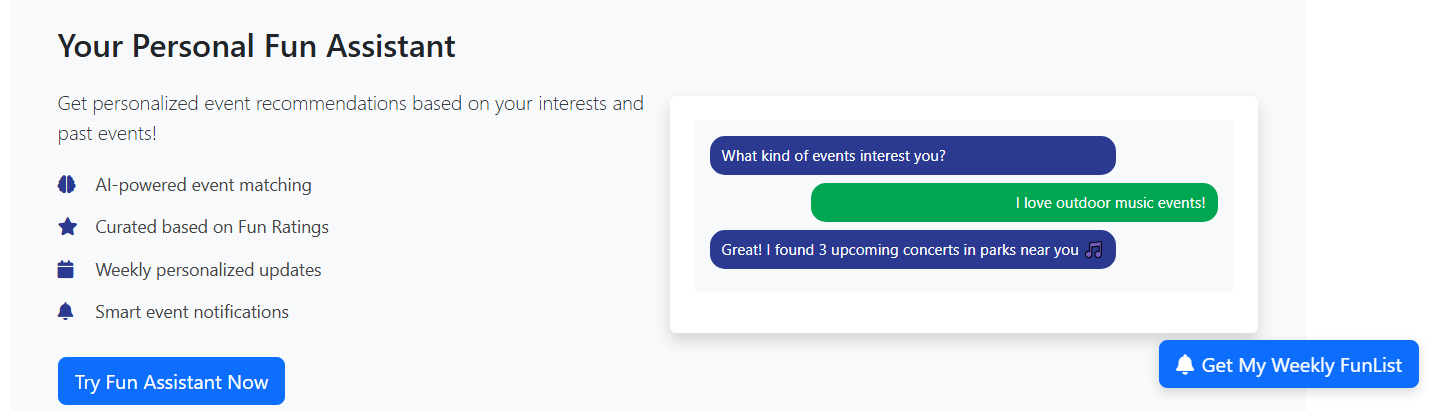 Your Personal Fun Assistant
Get personalized event recommendations based on your interests and
past events!
AI-powered event matching
Curated based on Fun Ratings
Weekly personalized updates
Smart event notifications
Try Fun Assistant Now
What kind of events interest you?
I love outdoor music events!
Great! I found 3 upcoming concerts in parks near you 🎵
Get My Weekly FunList